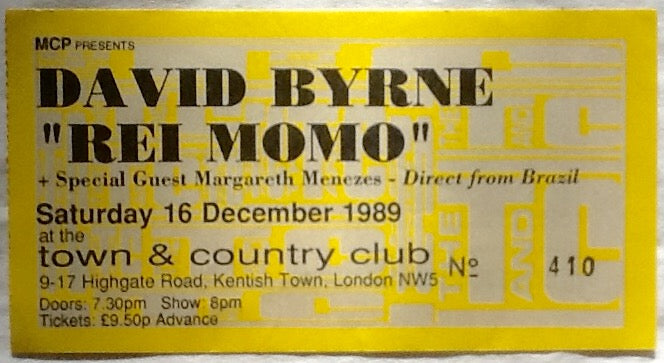 MCP PRESENTS
DAVID BYRNE
"REI MOMO"
+ Special Guest Margareth Menezes - Direct from Brazil
Saturday 16 December 1989
at the
town & country club
9-17 Highgate Road, Kentish Town, London NW5
Nº 410
Doors: 7.30pm Show: 8pm
Tickets: £9.50p Advance
THE
T
AND
C